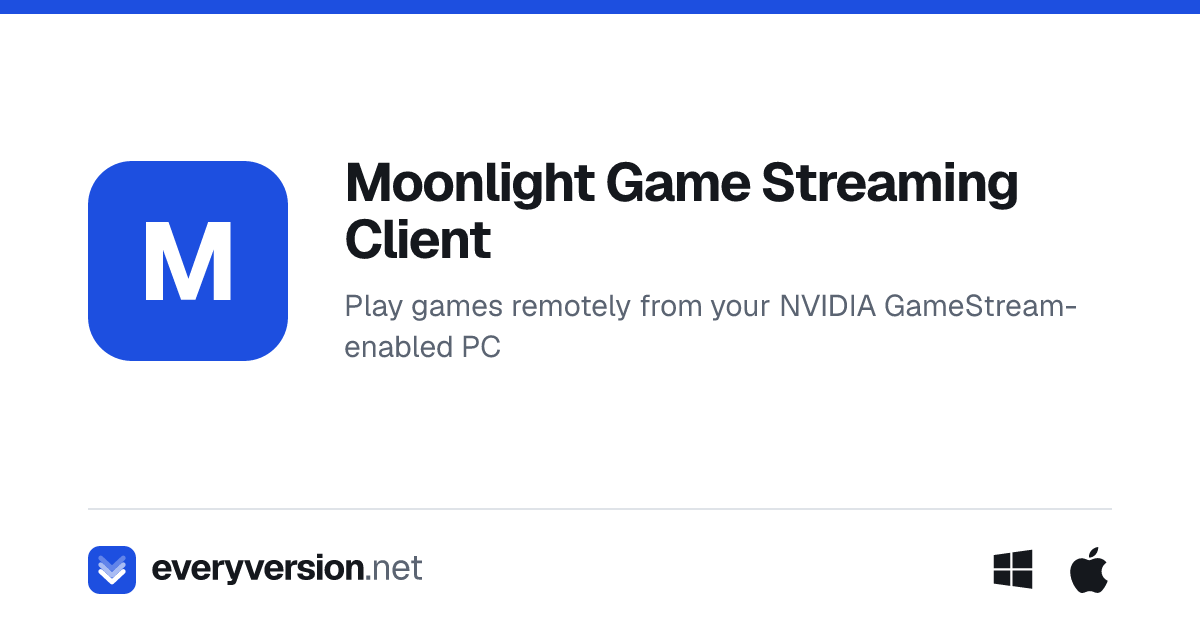 M
Moonlight Game Streaming
Client
Play games remotely from your NVIDIA GameStream-
enabled PC
everyversion.net